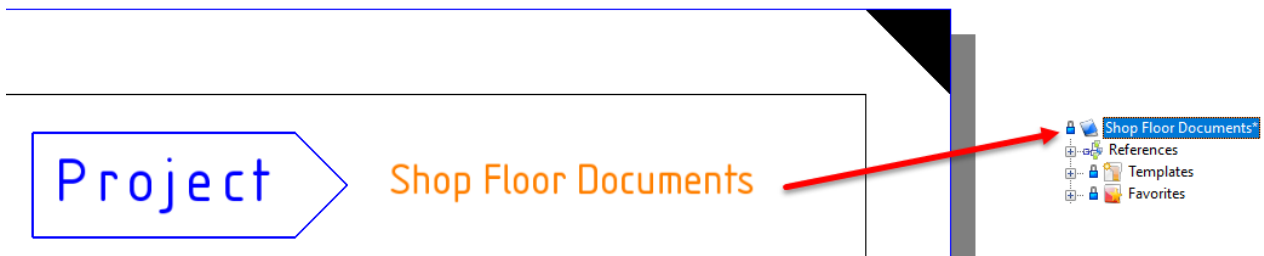 Project
Shop Floor Documents
Shop Floor Documents*
References
Templates
Favorites